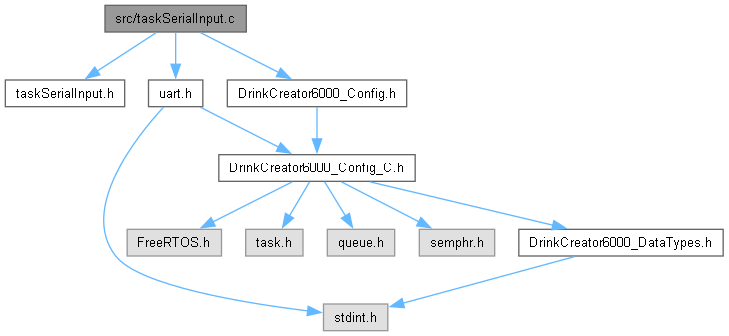 src/taskSerialInput.c
taskSerialInput.h
uart.h
DrinkCreator6000_Config.h
DrinkCreator6000_Config_C.h
FreeRTOS.h
task.h
queue.h
semphr.h
DrinkCreator6000_DataTypes.h
stdint.h